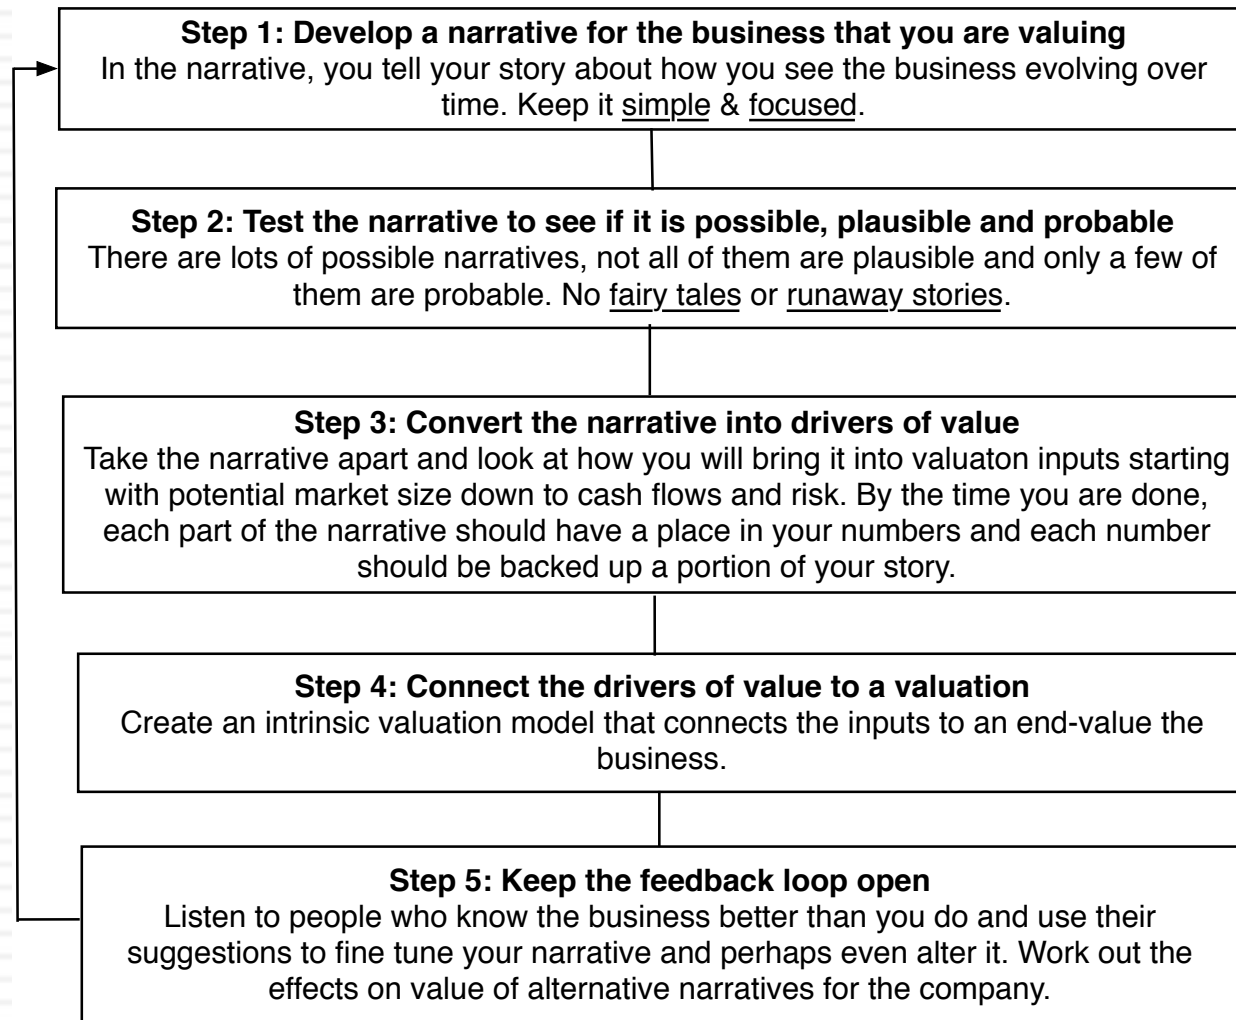 Step 1: Develop a narrative for the business that you are valuing
In the narrative, you tell your story about how you see the business evolving over
time. Keep it simple & focused.
Step 2: Test the narrative to see if it is possible, plausible and probable
There are lots of possible narratives, not all of them are plausible and only a few of
them are probable. No fairy tales or runaway stories.
Step 3: Convert the narrative into drivers of value
Take the narrative apart and look at how you will bring it into valuaton inputs starting
with potential market size down to cash flows and risk. By the time you are done,
each part of the narrative should have a place in your numbers and each number
should be backed up a portion of your story.
Step 4: Connect the drivers of value to a valuation
Create an intrinsic valuation model that connects the inputs to an end-value the
business.
Step 5: Keep the feedback loop open
Listen to people who know the business better than you do and use their
suggestions to fine tune your narrative and perhaps even alter it. Work out the
effects on value of alternative narratives for the company.